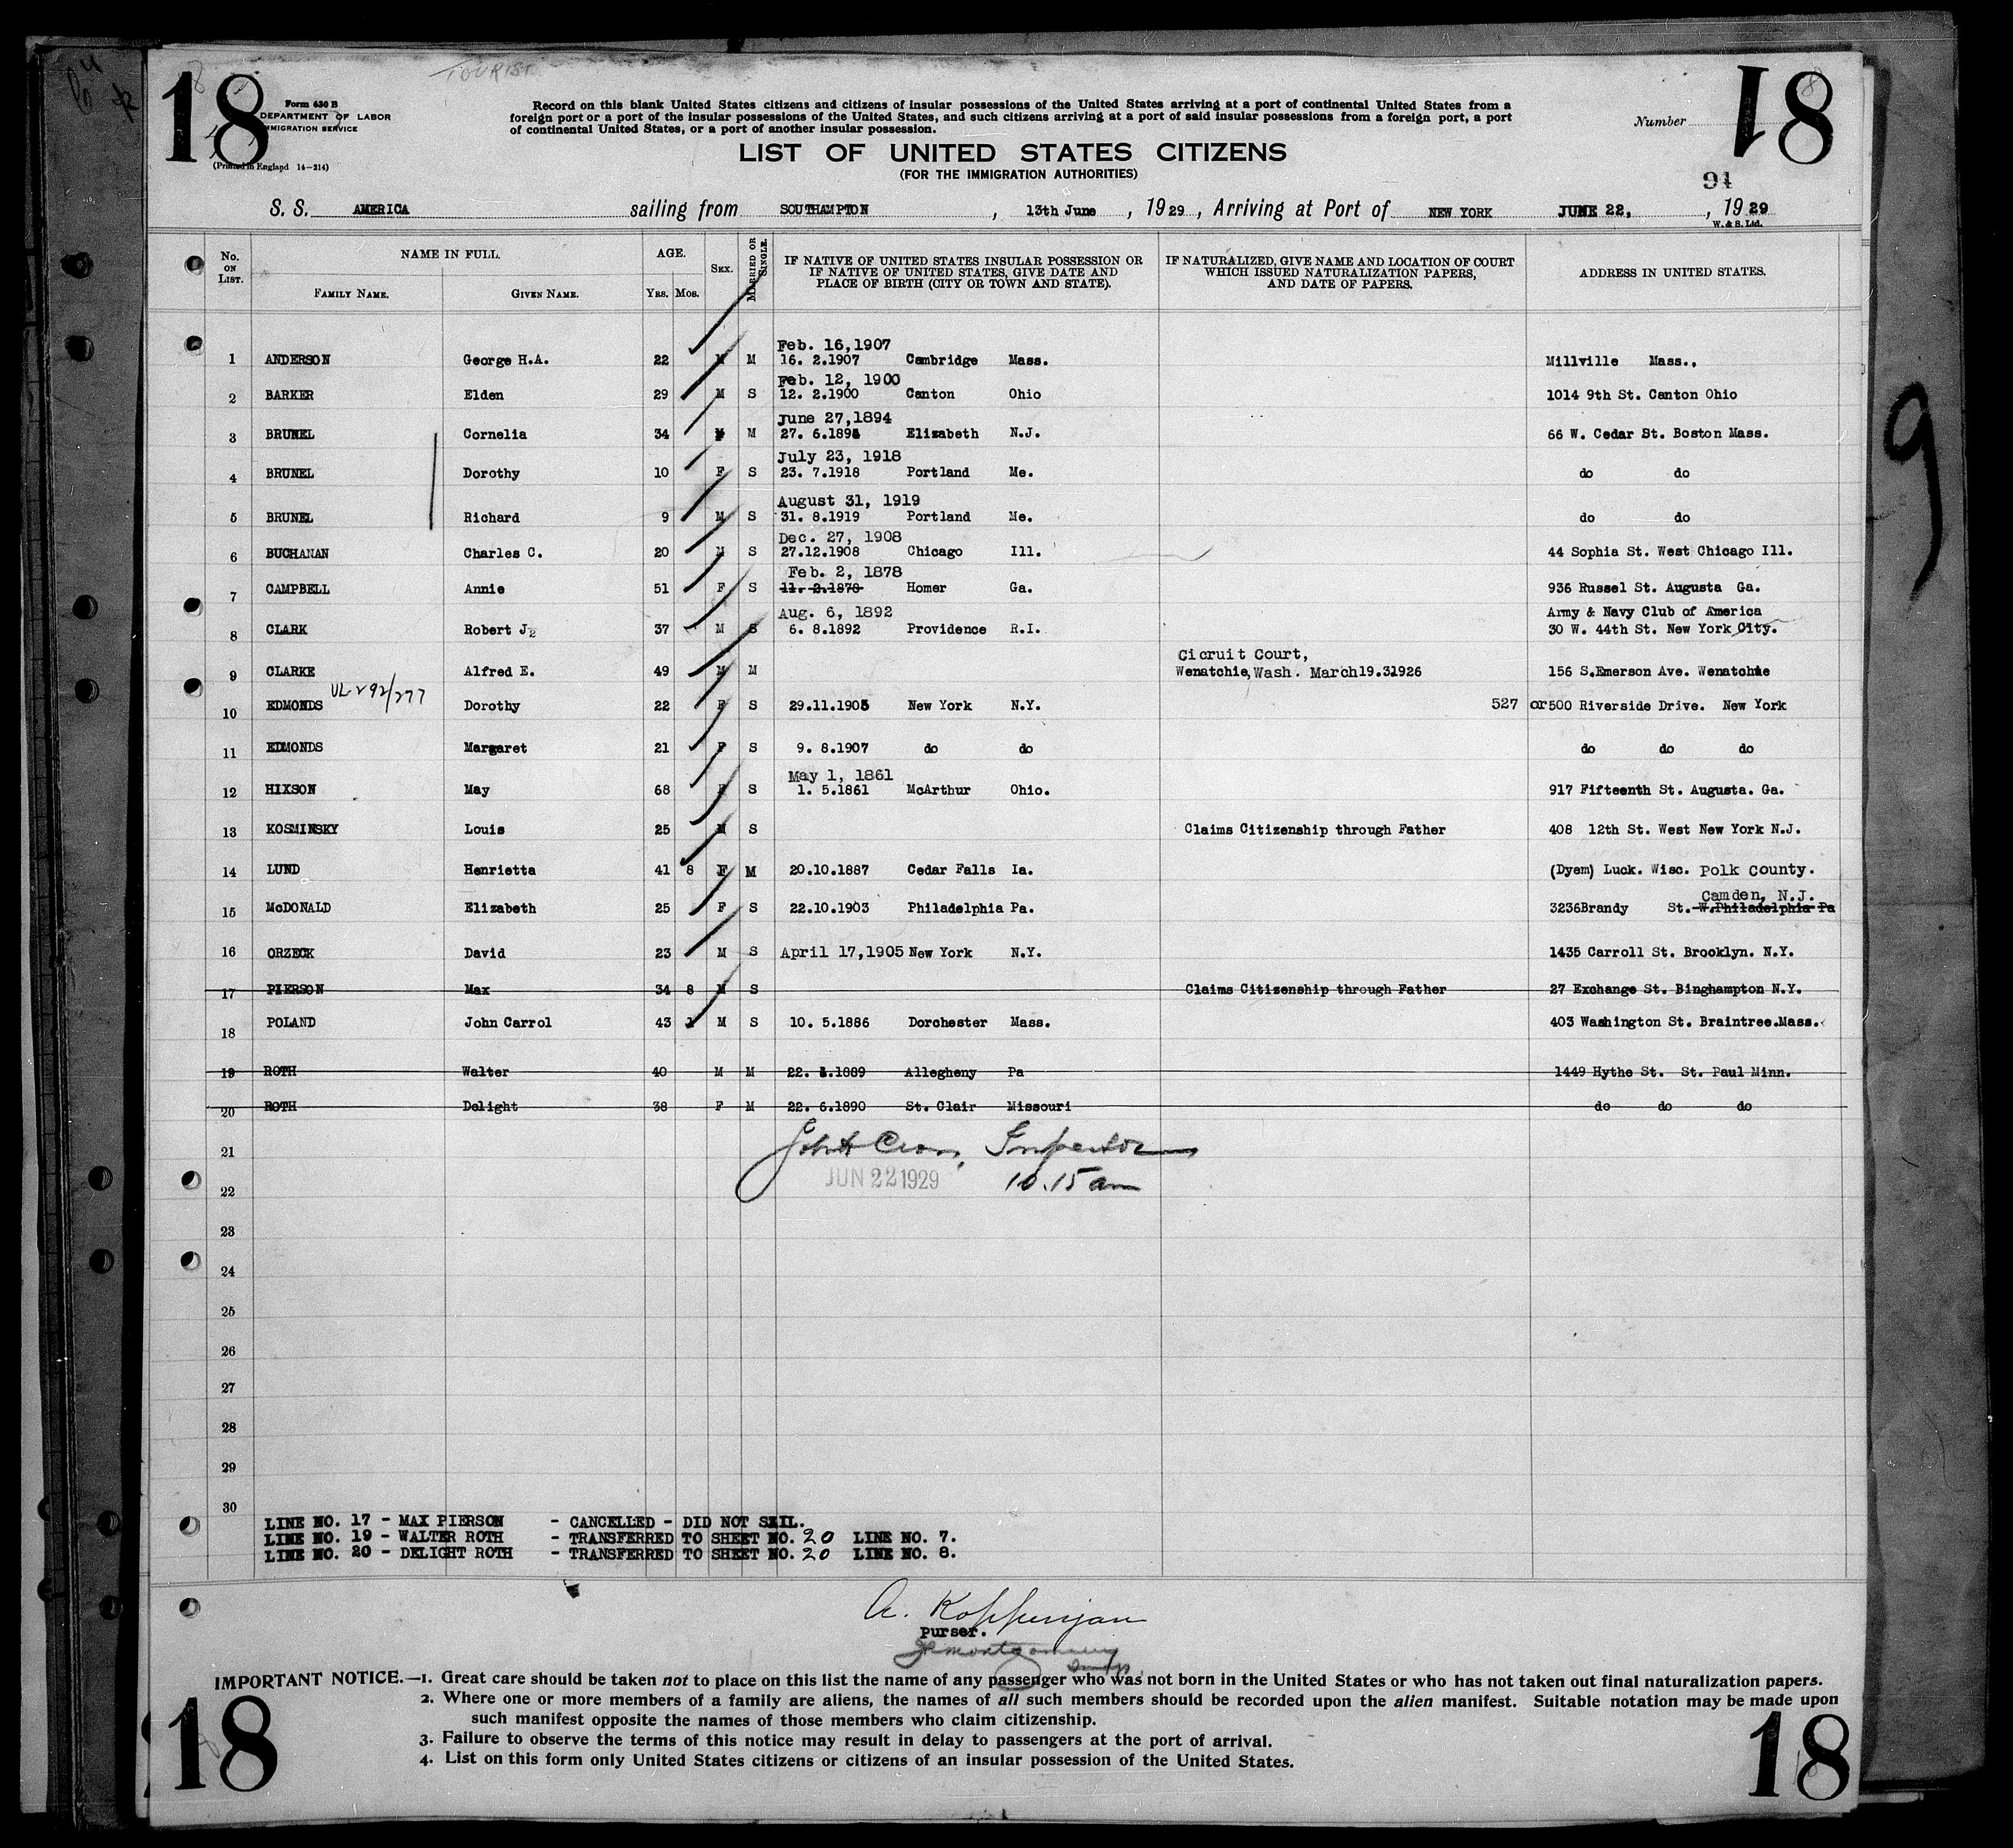 TOURIST
18
18
Form 630 B
DEPARTMENT OF LABOR
IMMIGRATION SERVICE
(Printed in England 14—214)
Record on this blank United States citizens and citizens of insular possessions of the United States arriving at a port of continental United States from a
foreign port or a port of the insular possessions of the United States, and such citizens arriving at a port of said insular possessions from a foreign port, a port
of continental United States, or a port of another insular possession.
Number
LIST OF UNITED STATES CITIZENS
(FOR THE IMMIGRATION AUTHORITIES)
91
S. S. AMERICA sailing from SOUTHAMPTON, 13th June, 1929, Arriving at Port of NEW YORK JUNE 22, , 1929
W. & S. Ltd.
No. ON LIST. NAME IN FULL. AGE. SEX. MARRIED OR SINGLE. IF NATIVE OF UNITED STATES INSULAR POSSESSION OR IF NATIVE OF UNITED STATES, GIVE DATE AND PLACE OF BIRTH (CITY OR TOWN AND STATE). IF NATURALIZED, GIVE NAME AND LOCATION OF COURT WHICH ISSUED NATURALIZATION PAPERS, AND DATE OF PAPERS. ADDRESS IN UNITED STATES.
FAMILY NAME. GIVEN NAME. YRS. MOS.
Feb. 16,1907
1 ANDERSON George H.A. 22 M M 16. 2.1907 Cambridge Mass. Millville Mass.,
Feb. 12, 1900
2 BARKER Elden 29 M S 12. 2.1900 Canton Ohio 1014 9th St. Canton Ohio
June 27,1894
3 BRUNEL Cornelia 34 M 27. 6.1894 Elizabeth N.J. 66 W. Cedar St. Boston Mass.
July 23, 1918
4 BRUNEL Dorothy 10 F S 23. 7.1918 Portland Me. do do
August 31, 1919
5 BRUNEL Richard 9 M S 31. 8.1919 Portland Me. do do
Dec. 27, 1908
6 BUCHANAN Charles C. 20 M S 27.12.1908 Chicago Ill. 44 Sophia St. West Chicago Ill.
Feb. 2, 1878
7 CAMPBELL Annie 51 F S 11. 2.1878 Homer Ga. 936 Russel St. Augusta Ga.
Aug. 6, 1892 Army & Navy Club of America
8 CLARK Robert J. 37 M S 6. 8.1892 Providence R.I. 30 W. 44th St. New York City.
Cicruit Court,
9 CLARKE Alfred E. 49 M M Wenatchie, Wash. March19.31926 156 S.Emerson Ave. Wenatchie
10 EDMONDS Dorothy 22 F S 29.11.1905 New York N.Y. 527 or500 Riverside Drive. New York
11 EDMONDS Margaret 21 F S 9. 8.1907 do do do do do
May 1, 1861
12 HIXSON May 68 F S 1. 5.1861 McArthur Ohio. 917 Fifteenth St. Augusta. Ga.
13 KOSMINSKY Louis 25 M S Claims Citizenship through Father 408 12th St. West New York N.J.
14 LUND Henrietta 41 8 F M 20.10.1887 Cedar Falls Ia. (Dyem) Luck. Wisc. Polk County.
Camden, N.J.
15 McDONALD Elizabeth 25 F S 22.10.1903 Philadelphia Pa. 3236Brandy St. W.Philadelphia Pa
16 ORZECK David 23 M S April 17,1905 New York N.Y. 1435 Carroll St. Brooklyn. N.Y.
17 PIERSON Max 34 8 M S Claims Citizenship through Father 27 Exchange St. Binghampton N.Y.
18 POLAND John Carrol 43 1 M S 10. 5.1886 Dorchester Mass. 403 Washington St. Braintree.Mass.
19 ROTH Walter 40 M M 22. .1889 Allegheny Pa 1449 Hythe St. St. Paul Minn.
20 ROTH Delight 38 F M 22. 6.1890 St. Clair Missouri do do do
21 Inspector
22 JUN 22 1929 10.15 am
23
24
25
26
27
28
29
30
LINE NO. 17 - MAX PIERSON - CANCELLED - DID NOT SAIL.
LINE NO. 19 - WALTER ROTH - TRANSFERRED TO SHEET NO. 20 LINE NO. 7.
LINE NO. 20 - DELIGHT ROTH - TRANSFERRED TO SHEET NO. 20 LINE NO. 8.
A. Koppenjan
Purser.
IMPORTANT NOTICE.—1. Great care should be taken not to place on this list the name of any passenger who was not born in the United States or who has not taken out final naturalization papers.
2. Where one or more members of a family are aliens, the names of all such members should be recorded upon the alien manifest. Suitable notation may be made upon
such manifest opposite the names of those members who claim citizenship.
3. Failure to observe the terms of this notice may result in delay to passengers at the port of arrival.
4. List on this form only United States citizens or citizens of an insular possession of the United States.
18
18
9